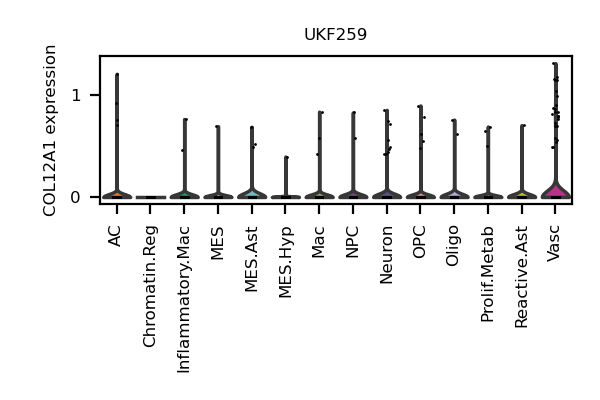 UKF259
COL12A1 expression
1
0
AC
Chromatin.Reg
Inflammatory.Mac
MES
MES.Ast
MES.Hyp
Mac
NPC
Neuron
OPC
Oligo
Prolif.Metab
Reactive.Ast
Vasc